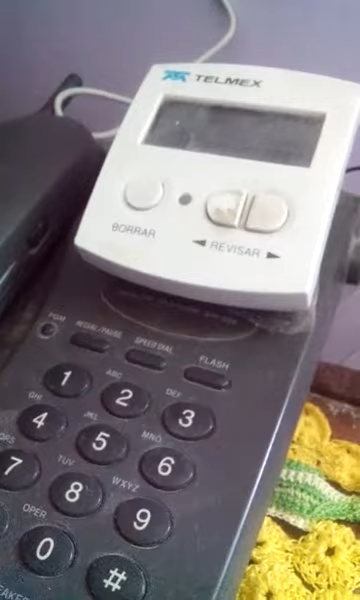 TELMEX
BORRAR
◄ REVISAR ►
PGM REDIAL/PAUSE SPEED DIAL FLASH
1 ABC 2 DEF 3
GHI 4 JKL 5 MNO 6
7 TUV 8 WXYZ 9
OPER 0 #